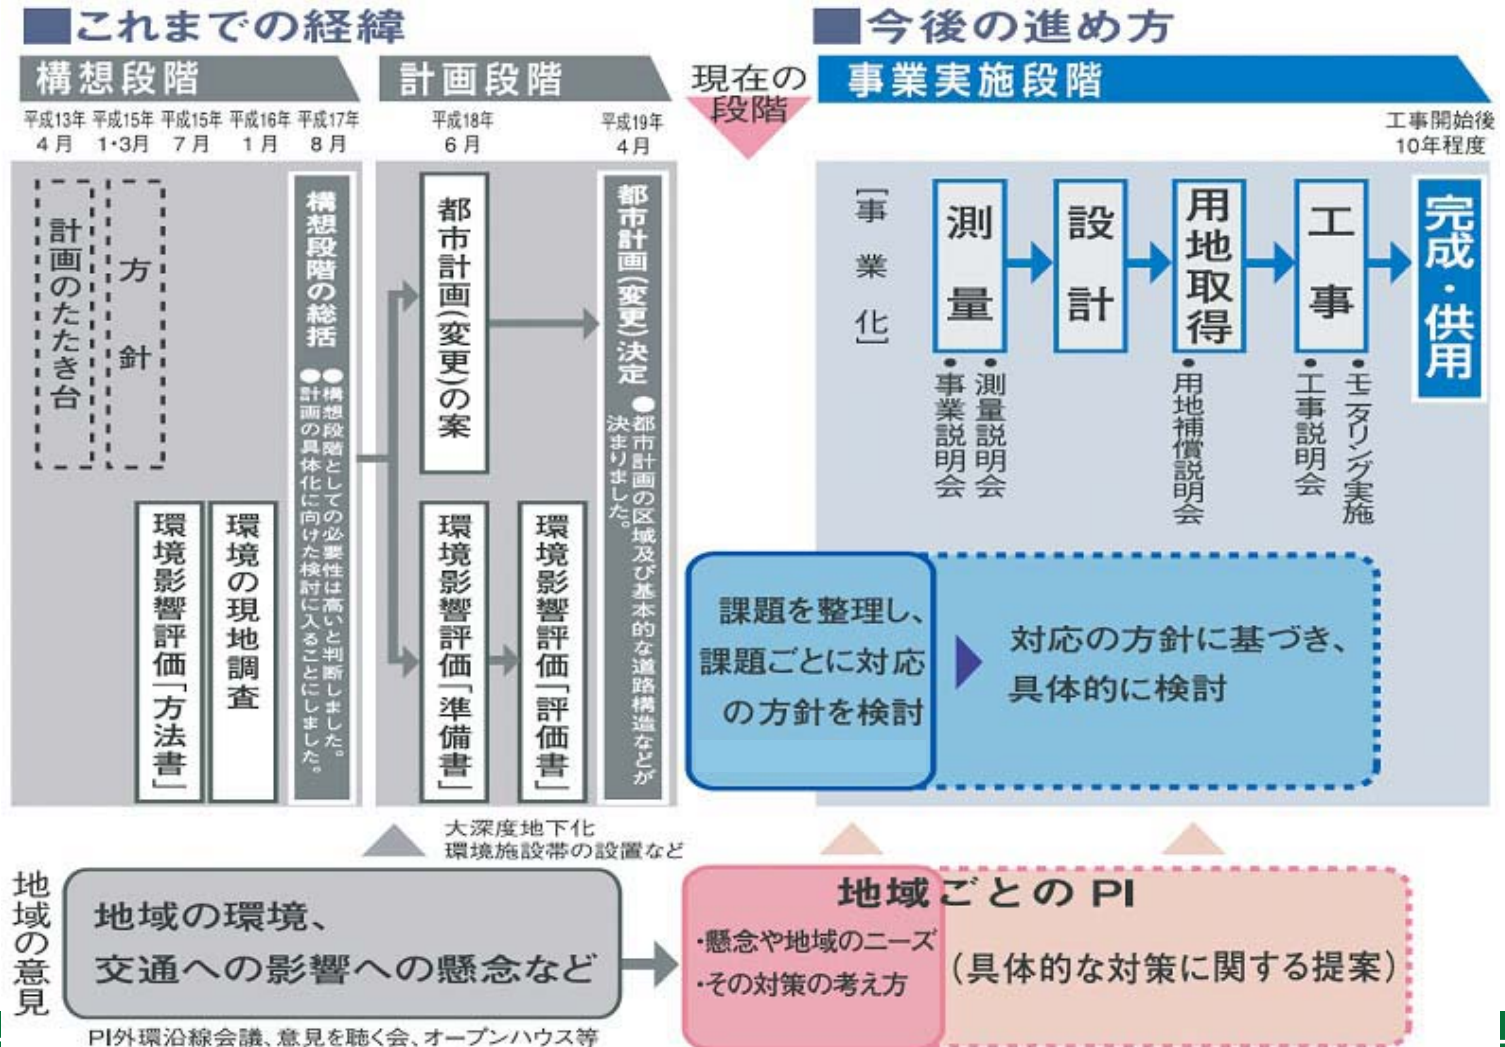 ■これまでの経緯
構想段階
平成13年
4月
平成15年
1・3月
平成15年
7月
平成16年
1月
平成17年
8月
計画のたたき台
方針
環境影響評価「方法書」
環境の現地調査
構想段階の総括
●構想段階としての必要性は高いと判断しました。
●計画の具体化に向けた検討に入ることにしました。
計画段階
平成18年
6月
平成19年
4月
都市計画(変更)の案
環境影響評価「準備書」
環境影響評価「評価書」
都市計画(変更)決定
●都市計画の区域及び基本的な道路構造などが
決まりました。
現在の
段階
■今後の進め方
事業実施段階
工事開始後
10年程度
[事業化]
測量
・事業説明会
・測量説明会
設計
用地取得
・用地補償説明会
工事
・工事説明会
・モニタリング実施
完成・供用
課題を整理し、
課題ごとに対応
の方針を検討
対応の方針に基づき、
具体的に検討
大深度地下化
環境施設帯の設置など
地域の意見
地域の環境、
交通への影響への懸念など
PI外環沿線会議、意見を聴く会、オープンハウス等
地域ごとの PI
・懸念や地域のニーズ
・その対策の考え方
(具体的な対策に関する提案)